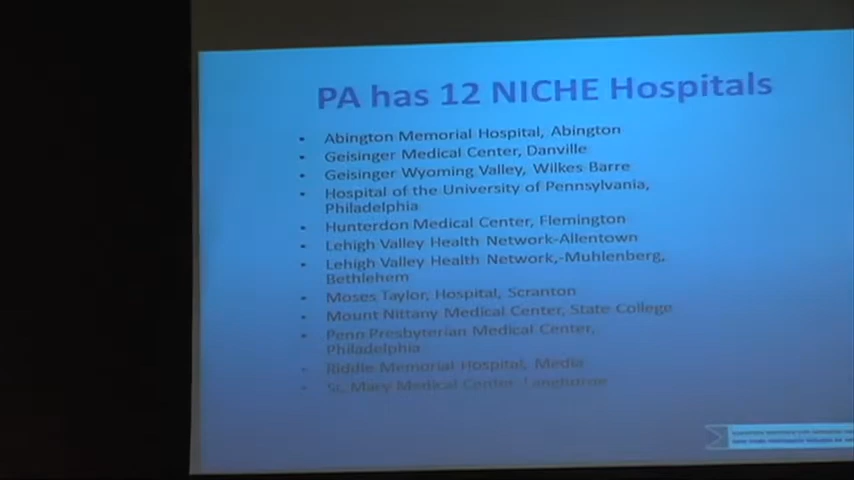 PA has 12 NICHE Hospitals
• Abington Memorial Hospital, Abington
• Geisinger Medical Center, Danville
• Geisinger Wyoming Valley, Wilkes Barre
• Hospital of the University of Pennsylvania,
Philadelphia
• Hunterdon Medical Center, Flemington
• Lehigh Valley Health Network-Allentown
• Lehigh Valley Health Network,-Muhlenberg,
Bethlehem
• Moses Taylor, Hospital, Scranton
• Mount Nittany Medical Center, State College
• Penn Presbyterian Medical Center,
Philadelphia
• Riddle Memorial Hospital, Media
• St. Mary Medical Center, Langhorne